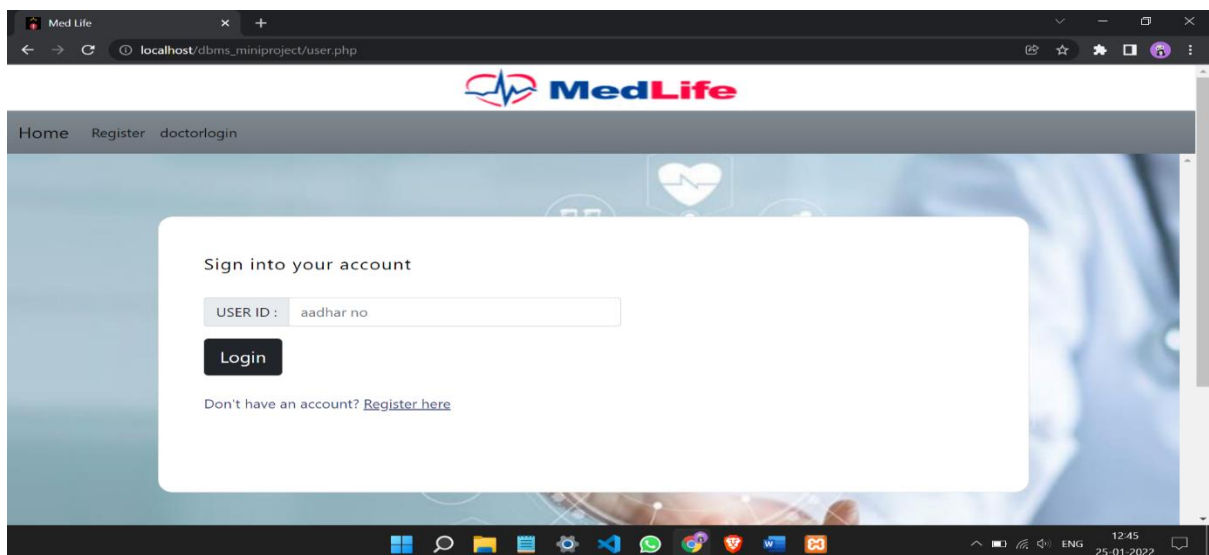 Med Life
localhost/dbms_miniproject/user.php
MedLife
Home Register doctorlogin
Sign into your account
USER ID : aadhar no
Login
Don't have an account? Register here
ENG 12:45
25-01-2022